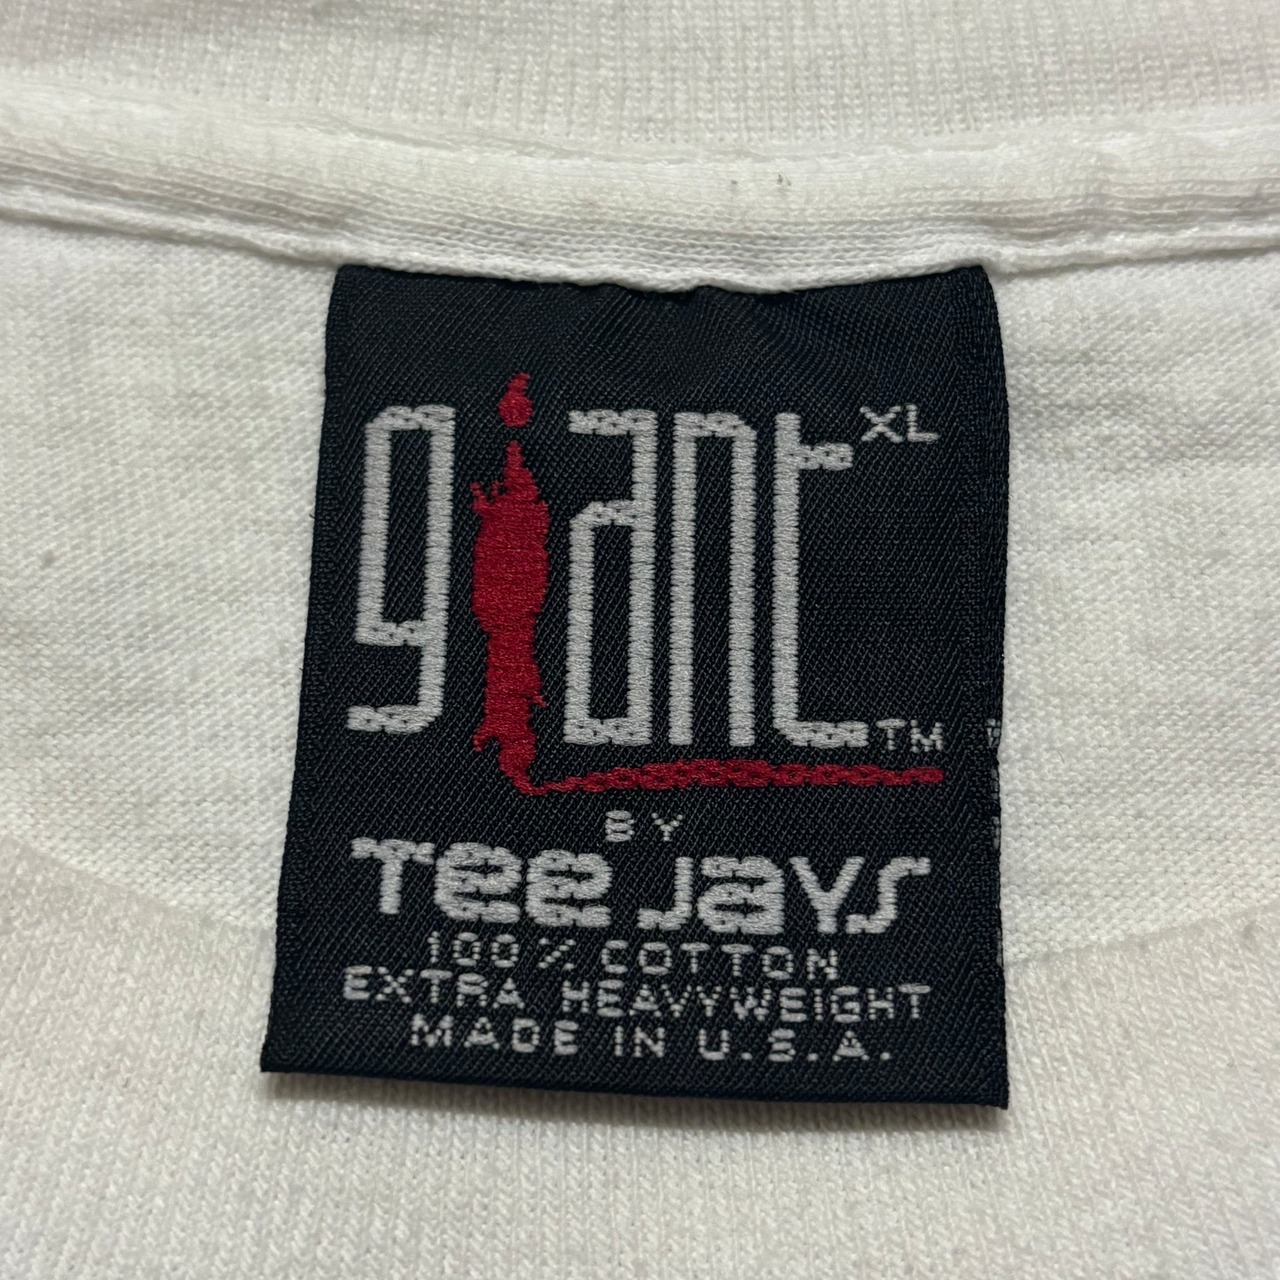 giant XL
TM
BY
Tee Jays
100% COTTON
EXTRA HEAVYWEIGHT
MADE IN U.S.A.